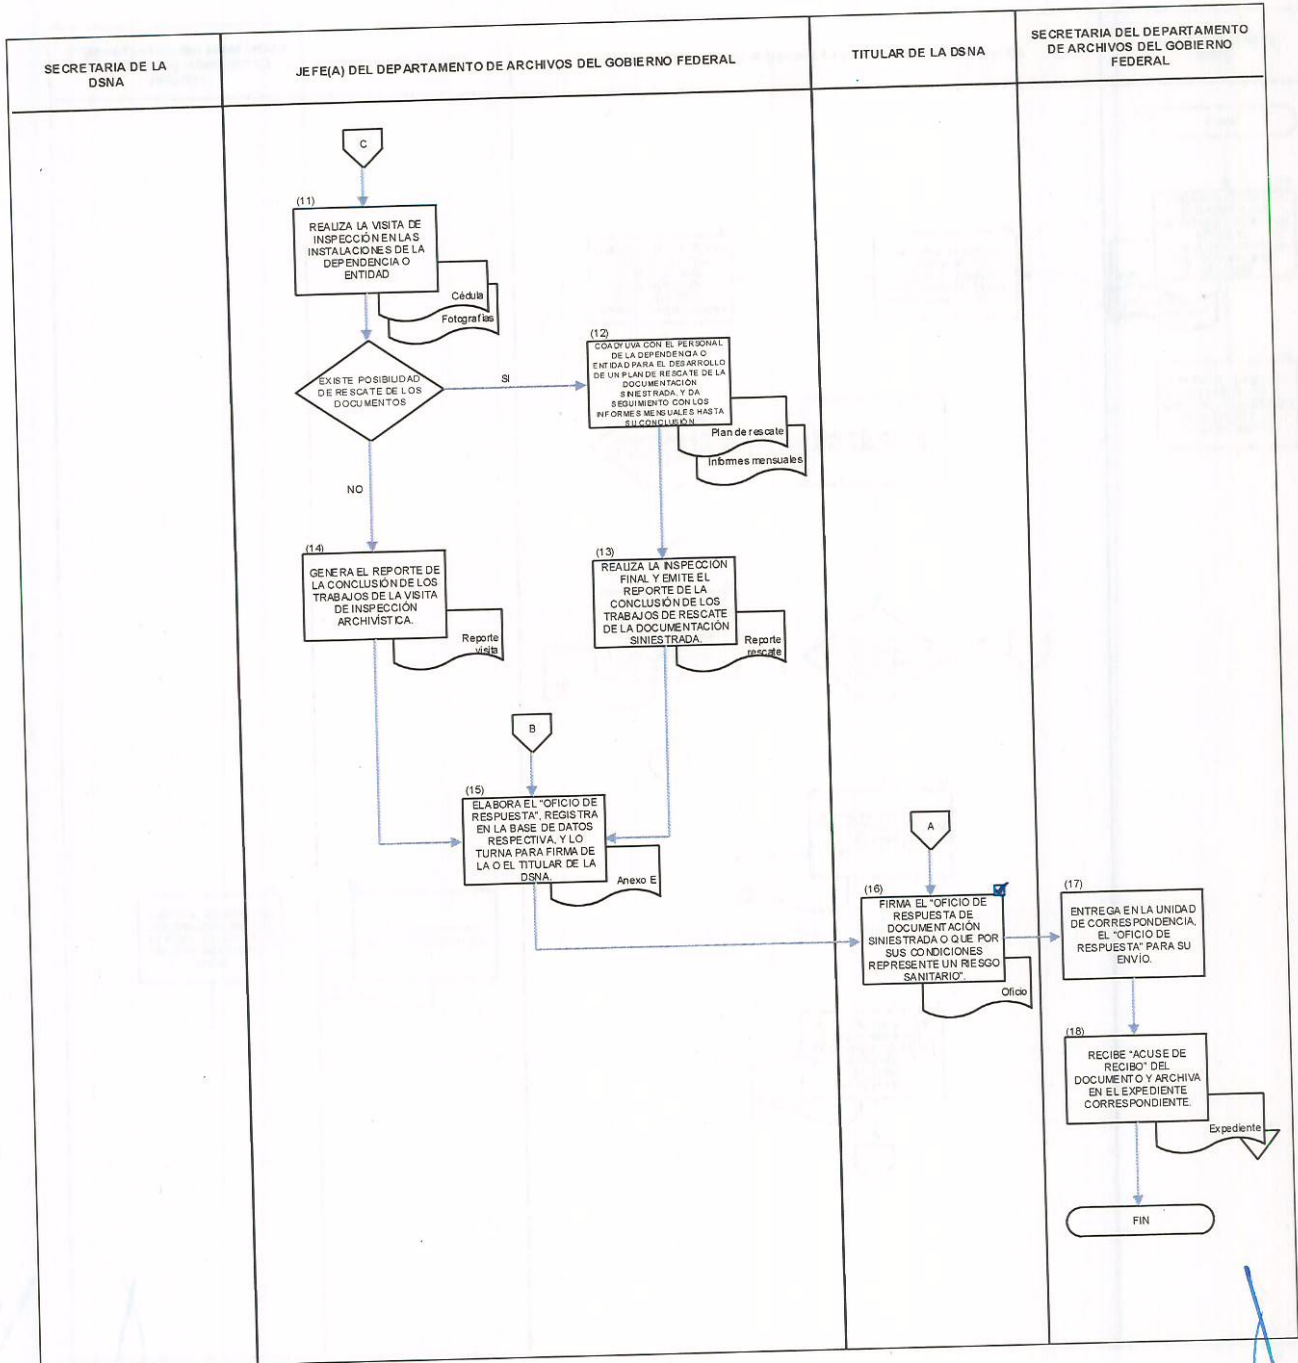 SECRETARIA DE LA
DSNA
JEFE(A) DEL DEPARTAMENTO DE ARCHIVOS DEL GOBIERNO FEDERAL
TITULAR DE LA DSNA
SECRETARIA DEL DEPARTAMENTO
DE ARCHIVOS DEL GOBIERNO
FEDERAL
C
(11)
REALIZA LA VISITA DE
INSPECCIÓN EN LAS
INSTALACIONES DE LA
DEPENDENCIA O
ENTIDAD
Cédula
Fotografías
EXISTE POSIBILIDAD
DE RESCATE DE LOS
DOCUMENTOS
SI
NO
(12)
COADYUVA CON EL PERSONAL
DE LA DEPENDENCIA O
ENTIDAD PARA EL DESARROLLO
DE UN PLAN DE RESCATE DE LA
DOCUMENTACIÓN
SINIESTRADA, Y DA
SEGUIMIENTO CON LOS
INFORMES MENSUALES HASTA
SU CONCLUSIÓN.
Plan de rescate
Informes mensuales
(14)
GENERA EL REPORTE DE
LA CONCLUSIÓN DE LOS
TRABAJOS DE LA VISITA
DE INSPECCIÓN
ARCHIVÍSTICA.
Reporte
visita
(13)
REALIZA LA INSPECCIÓN
FINAL Y EMITE EL
REPORTE DE LA
CONCLUSIÓN DE LOS
TRABAJOS DE RESCATE
DE LA DOCUMENTACIÓN
SINIESTRADA.
Reporte
rescate
B
(15)
ELABORA EL "OFICIO DE
RESPUESTA", REGISTRA
EN LA BASE DE DATOS
RESPECTIVA, Y LO
TURNA PARA FIRMA DE
LA O EL TITULAR DE LA
DSNA.
Anexo E
A
(16)
FIRMA EL "OFICIO DE
RESPUESTA DE
DOCUMENTACIÓN
SINIESTRADA O QUE POR
SUS CONDICIONES
REPRESENTE UN RIESGO
SANITARIO".
Oficio
(17)
ENTREGA EN LA UNIDAD
DE CORRESPONDENCIA,
EL "OFICIO DE
RESPUESTA" PARA SU
ENVÍO.
(18)
RECIBE "ACUSE DE
RECIBO" DEL
DOCUMENTO Y ARCHIVA
EN EL EXPEDIENTE
CORRESPONDIENTE.
Expediente
FIN